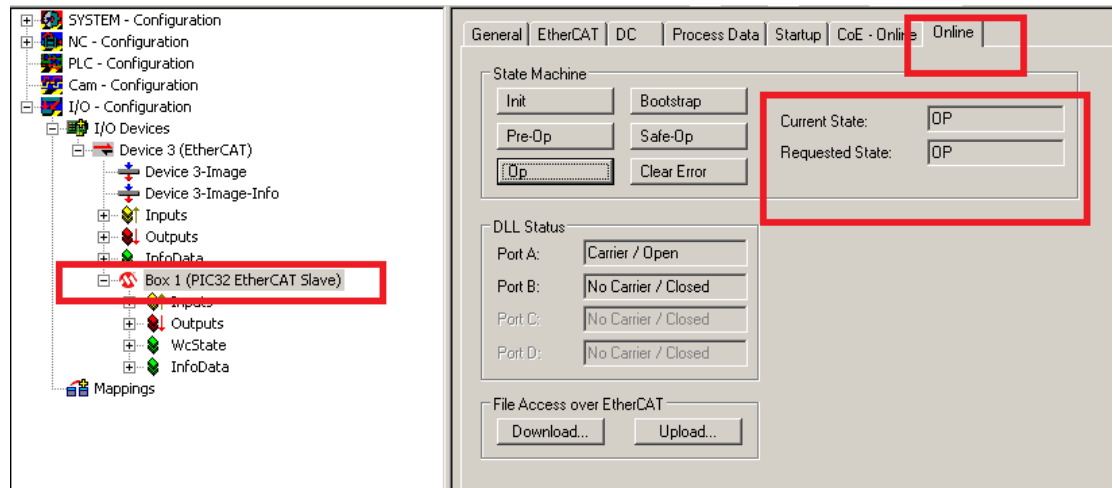 SYSTEM - Configuration
NC - Configuration
PLC - Configuration
Cam - Configuration
I/O - Configuration
I/O Devices
Device 3 (EtherCAT)
Device 3-Image
Device 3-Image-Info
Inputs
Outputs
InfoData
Box 1 (PIC32 EtherCAT Slave)
Inputs
Outputs
WcState
InfoData
Mappings
General EtherCAT DC Process Data Startup CoE - Online Online
State Machine
Init Bootstrap
Pre-Op Safe-Op
Op Clear Error
Current State: OP
Requested State: OP
DLL Status
Port A: Carrier / Open
Port B: No Carrier / Closed
Port C: No Carrier / Closed
Port D: No Carrier / Closed
File Access over EtherCAT
Download... Upload...